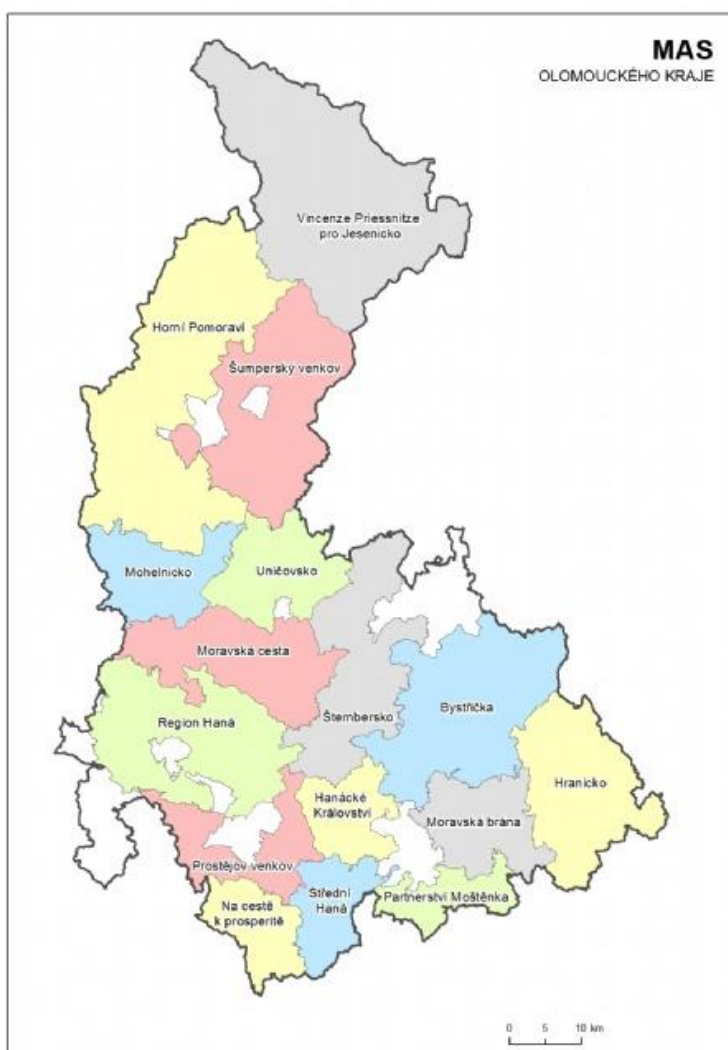 MAS
OLOMOUCKÉHO KRAJE
Vincenze Priessnitze
pro Jesenicko
Horní Pomoraví
Šumperský venkov
Mohelnicko
Uničovsko
Moravská cesta
Šternbersko
Bystřička
Region Haná
Hranicko
Hanácké
Království
Moravská brána
Prostějov venkov
Střední
Haná
Partnerství Moštěnka
Na cestě
k prosperitě
0 5 10 km